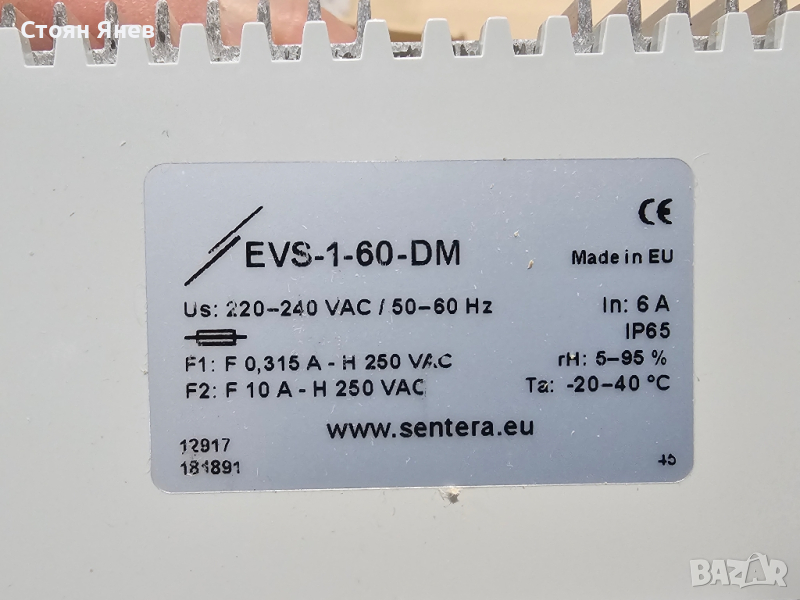 Стоян Янев
CE
EVS-1-60-DM
Made in EU
Us: 220–240 VAC / 50–60 Hz
In: 6 A
IP65
F1: F 0,315 A - H 250 VAC
rH: 5–95 %
F2: F 10 A - H 250 VAC
Ta: -20–40 °C
www.sentera.eu
12917
181891
BAZAR